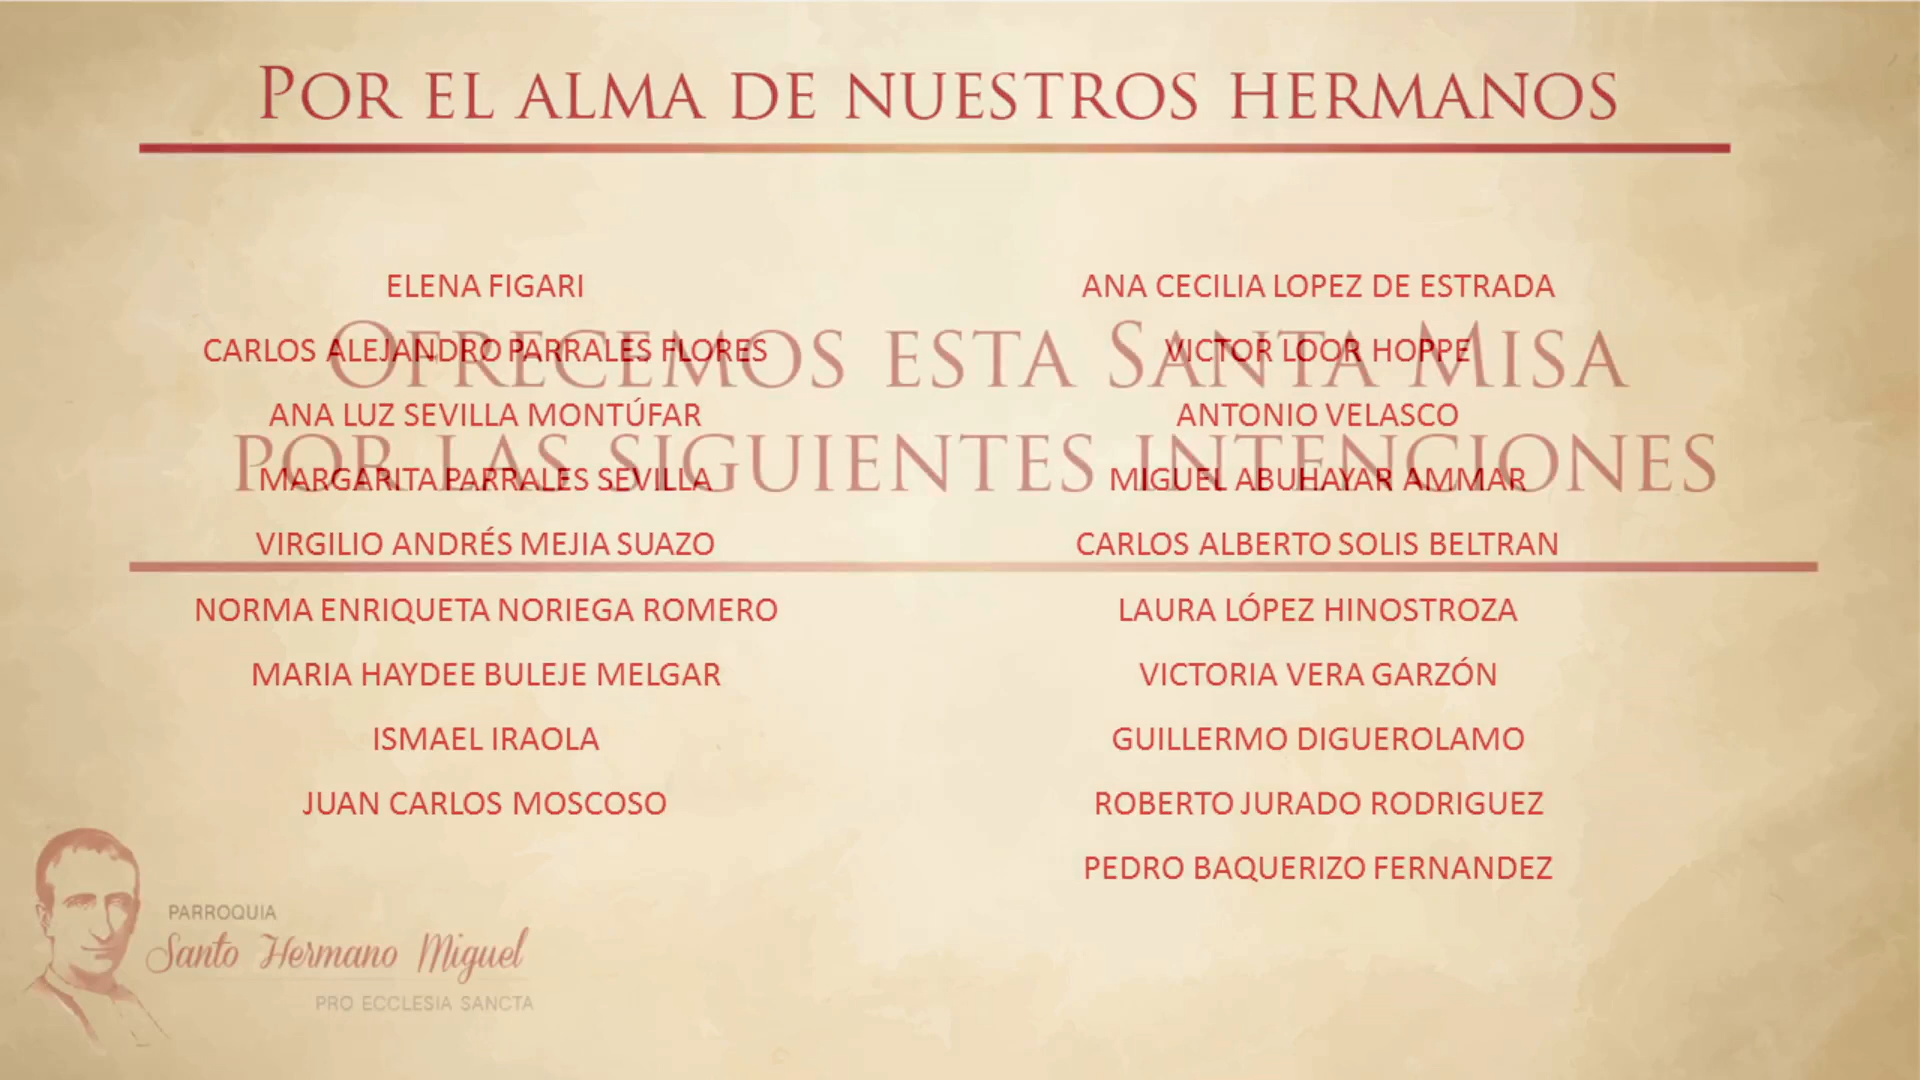 POR EL ALMA DE NUESTROS HERMANOS
ELENA FIGARI
CARLOS ALEJANDRO PARRALES FLORES
ANA LUZ SEVILLA MONTÚFAR
MARGARITA PARRALES SEVILLA
VIRGILIO ANDRÉS MEJIA SUAZO
NORMA ENRIQUETA NORIEGA ROMERO
MARIA HAYDEE BULEJE MELGAR
ISMAEL IRAOLA
JUAN CARLOS MOSCOSO
ANA CECILIA LOPEZ DE ESTRADA
VICTOR LOOR HOPPE
ANTONIO VELASCO
MIGUEL ABUHAYAR AMMAR
CARLOS ALBERTO SOLIS BELTRAN
LAURA LÓPEZ HINOSTROZA
VICTORIA VERA GARZÓN
GUILLERMO DIGUEROLAMO
ROBERTO JURADO RODRIGUEZ
PEDRO BAQUERIZO FERNANDEZ
OFRECEMOS ESTA SANTA MISA
POR LAS SIGUIENTES INTENCIONES
PARROQUIA
Santo Hermano Miguel
PRO ECCLESIA SANCTA